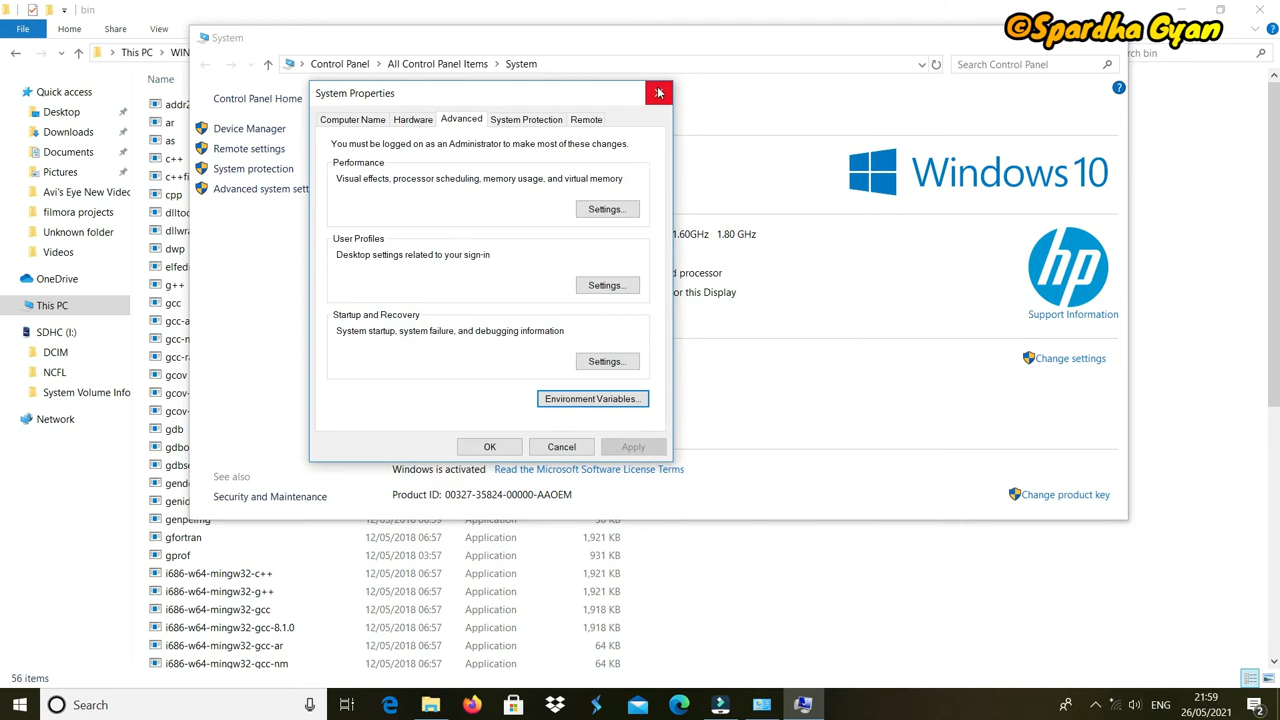 bin
©Spardha Gyan
File
Home
Share
View
This PC
WIN
ch bin
System
Control Panel
All Control Panel Items
System
Search Control Panel
Quick access
Desktop
Downloads
Documents
Pictures
Avi's Eye New Videc
filmora projects
Unknown folder
Videos
OneDrive
This PC
SDHC (I:)
DCIM
NCFL
System Volume Info
Network
Name
addr2
ar
as
c++
c++fi
cpp
dllto
dllwr
dwp
elfed
g++
gcc
gcc-a
gcc-n
gcc-r
gcov
gcov-
gcov-
gdb
gdbo
gdbse
gend
genid
genpeimg
gfortran 12/05/2018 06:57 Application 1,921 KB
gprof 12/05/2018 03:57 Application 931 KB
i686-w64-mingw32-c++ 12/05/2018 06:57 Application 1,921 KB
i686-w64-mingw32-g++ 12/05/2018 06:57 Application 1,921 KB
i686-w64-mingw32-gcc 12/05/2018 06:57 Application 1,918 KB
i686-w64-mingw32-gcc-8.1.0 12/05/2018 06:57 Application 1,918 KB
i686-w64-mingw32-gcc-ar 12/05/2018 06:57 Application 64 KB
i686-w64-mingw32-gcc-nm 12/05/2018 06:57 Application 64 KB
Control Panel Home
Device Manager
Remote settings
System protection
Advanced system sett
See also
Security and Maintenance
System Properties
Computer Name
Hardware
Advanced
System Protection
Remote
You must be logged on as an Administrator to make most of these changes.
Performance
Visual effects, processor scheduling, memory usage, and virtual memory
Settings...
User Profiles
Desktop settings related to your sign-in
Settings...
Startup and Recovery
System startup, system failure, and debugging information
Settings...
Environment Variables...
OK
Cancel
Apply
Windows 10
1.60GHz 1.80 GHz
d processor
or this Display
hp
Support Information
Change settings
Windows is activated Read the Microsoft Software License Terms
Product ID: 00327-35824-00000-AAOEM
Change product key
56 items
Search
ENG
21:59
26/05/2021
2